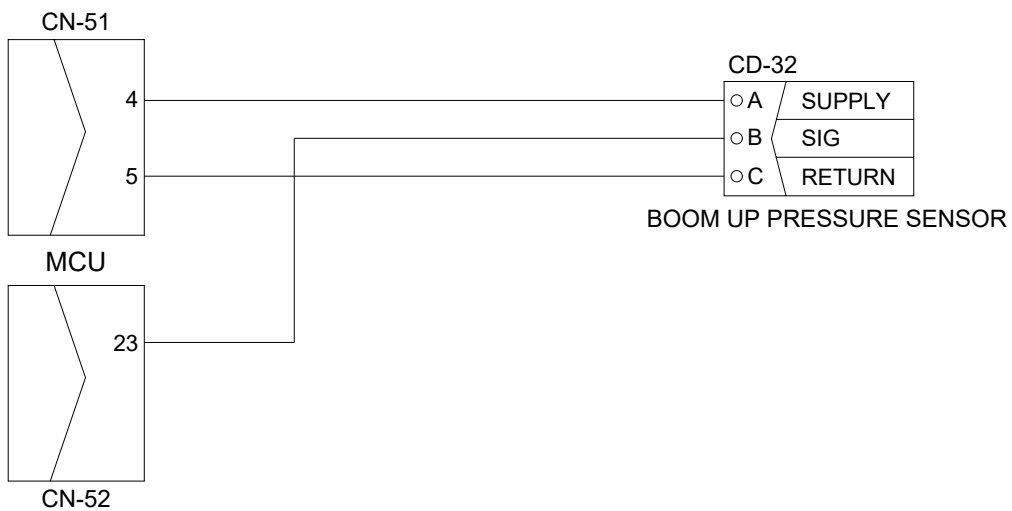 CN-51
4
5
MCU
23
CN-52
CD-32
A SUPPLY
B SIG
C RETURN
BOOM UP PRESSURE SENSOR